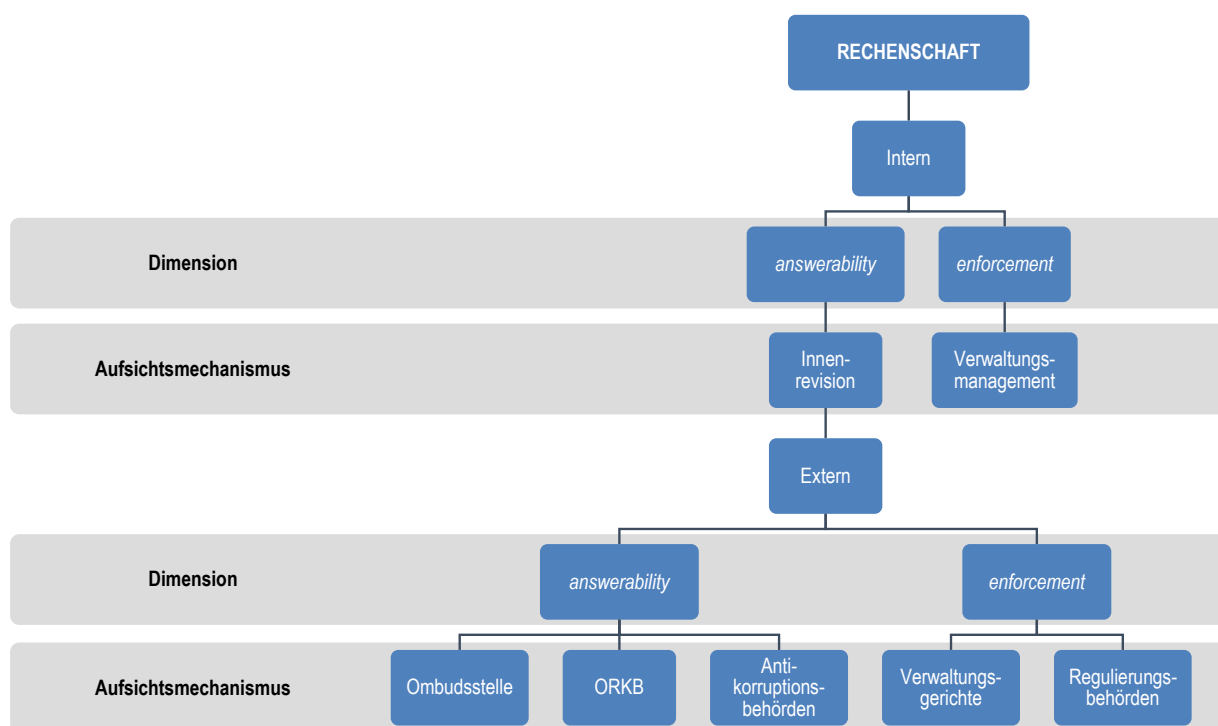 RECHENSCHAFT
Intern
Dimension
answerability
enforcement
Aufsichtsmechanismus
Innen-
revision
Verwaltungs-
management
Extern
Dimension
answerability
enforcement
Aufsichtsmechanismus
Ombudsstelle
ORKB
Anti-
korruptions-
behörden
Verwaltungs-
gerichte
Regulierungs-
behörden